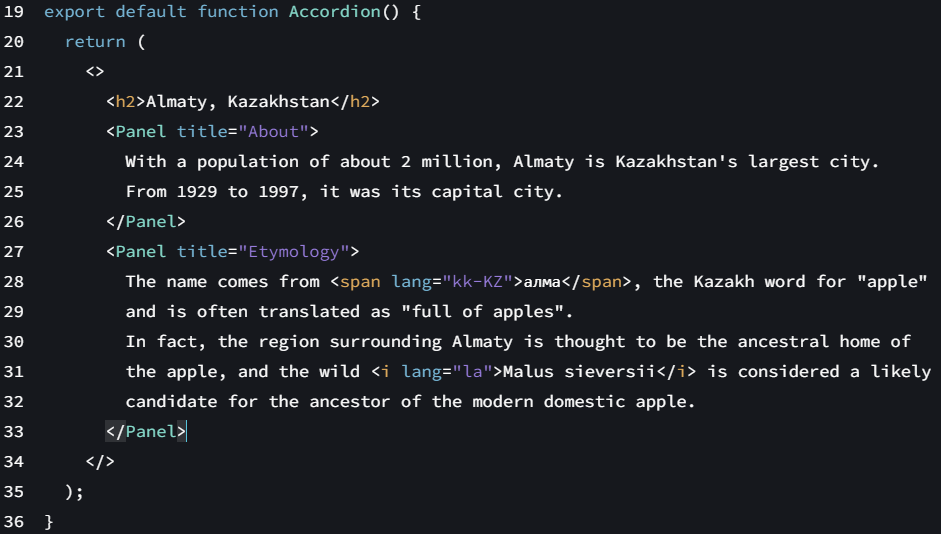 19 export default function Accordion() {
20   return (
21     <>
22       <h2>Almaty, Kazakhstan</h2>
23       <Panel title="About">
24         With a population of about 2 million, Almaty is Kazakhstan's largest city.
25         From 1929 to 1997, it was its capital city.
26       </Panel>
27       <Panel title="Etymology">
28         The name comes from <span lang="kk-KZ">алма</span>, the Kazakh word for "apple"
29         and is often translated as "full of apples".
30         In fact, the region surrounding Almaty is thought to be the ancestral home of
31         the apple, and the wild <i lang="la">Malus sieversii</i> is considered a likely
32         candidate for the ancestor of the modern domestic apple.
33       </Panel>
34     </>
35   );
36 }